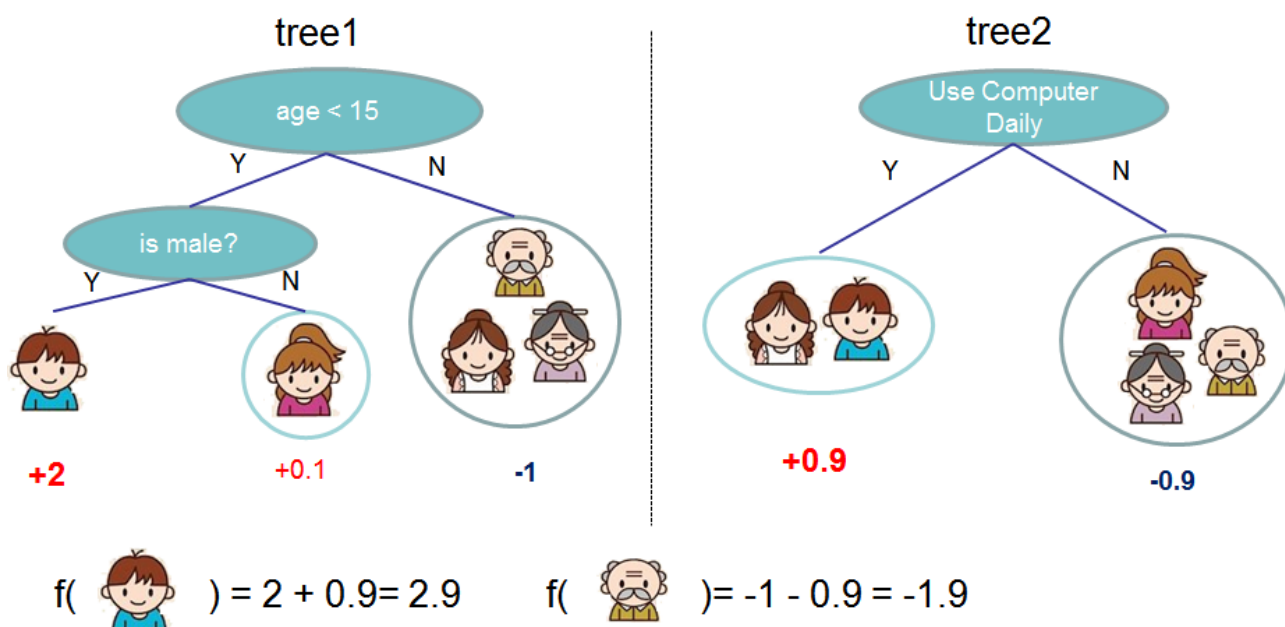 tree1
age < 15
Y
N
is male?
Y
N
+2
+0.1
-1
tree2
Use Computer
Daily
Y
N
+0.9
-0.9
f( ) = 2 + 0.9= 2.9
f( )= -1 - 0.9 = -1.9